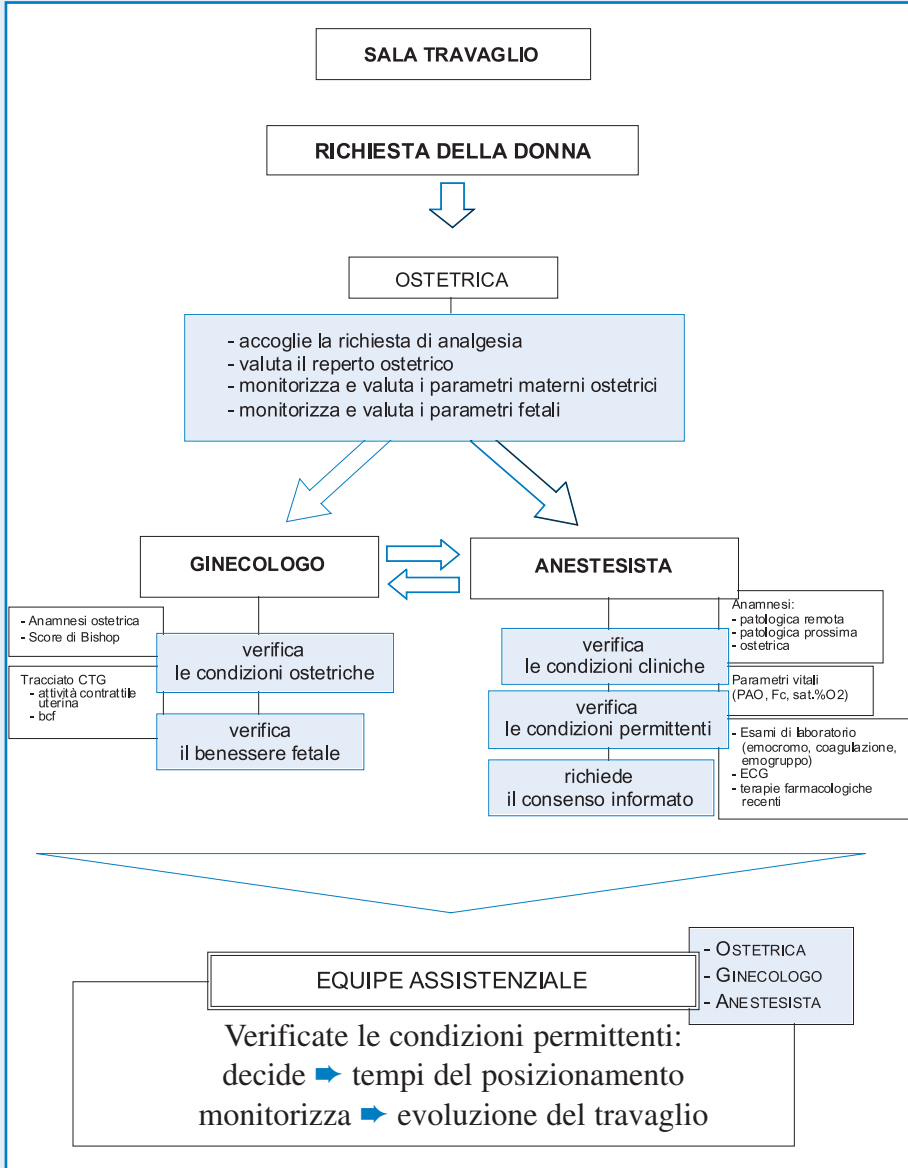 SALA TRAVAGLIO
RICHIESTA DELLA DONNA
OSTETRICA
- accoglie la richiesta di analgesia
- valuta il reperto ostetrico
- monitorizza e valuta i parametri materni ostetrici
- monitorizza e valuta i parametri fetali
GINECOLOGO
- Anamnesi ostetrica
- Score di Bishop
verifica
le condizioni ostetriche
Tracciato CTG
- attività contrattile
uterina
- bcf
verifica
il benessere fetale
ANESTESISTA
verifica
le condizioni cliniche
Anamnesi:
- patologica remota
- patologica prossima
- ostetrica
verifica
le condizioni permittenti
Parametri vitali
(PAO, Fc, sat.%O2)
richiede
il consenso informato
- Esami di laboratorio
(emocromo, coagulazione,
emogruppo)
- ECG
- terapie farmacologiche
recenti
EQUIPE ASSISTENZIALE
- OSTETRICA
- GINECOLOGO
- ANESTESISTA
Verificate le condizioni permittenti:
decide ➨ tempi del posizionamento
monitorizza ➨ evoluzione del travaglio